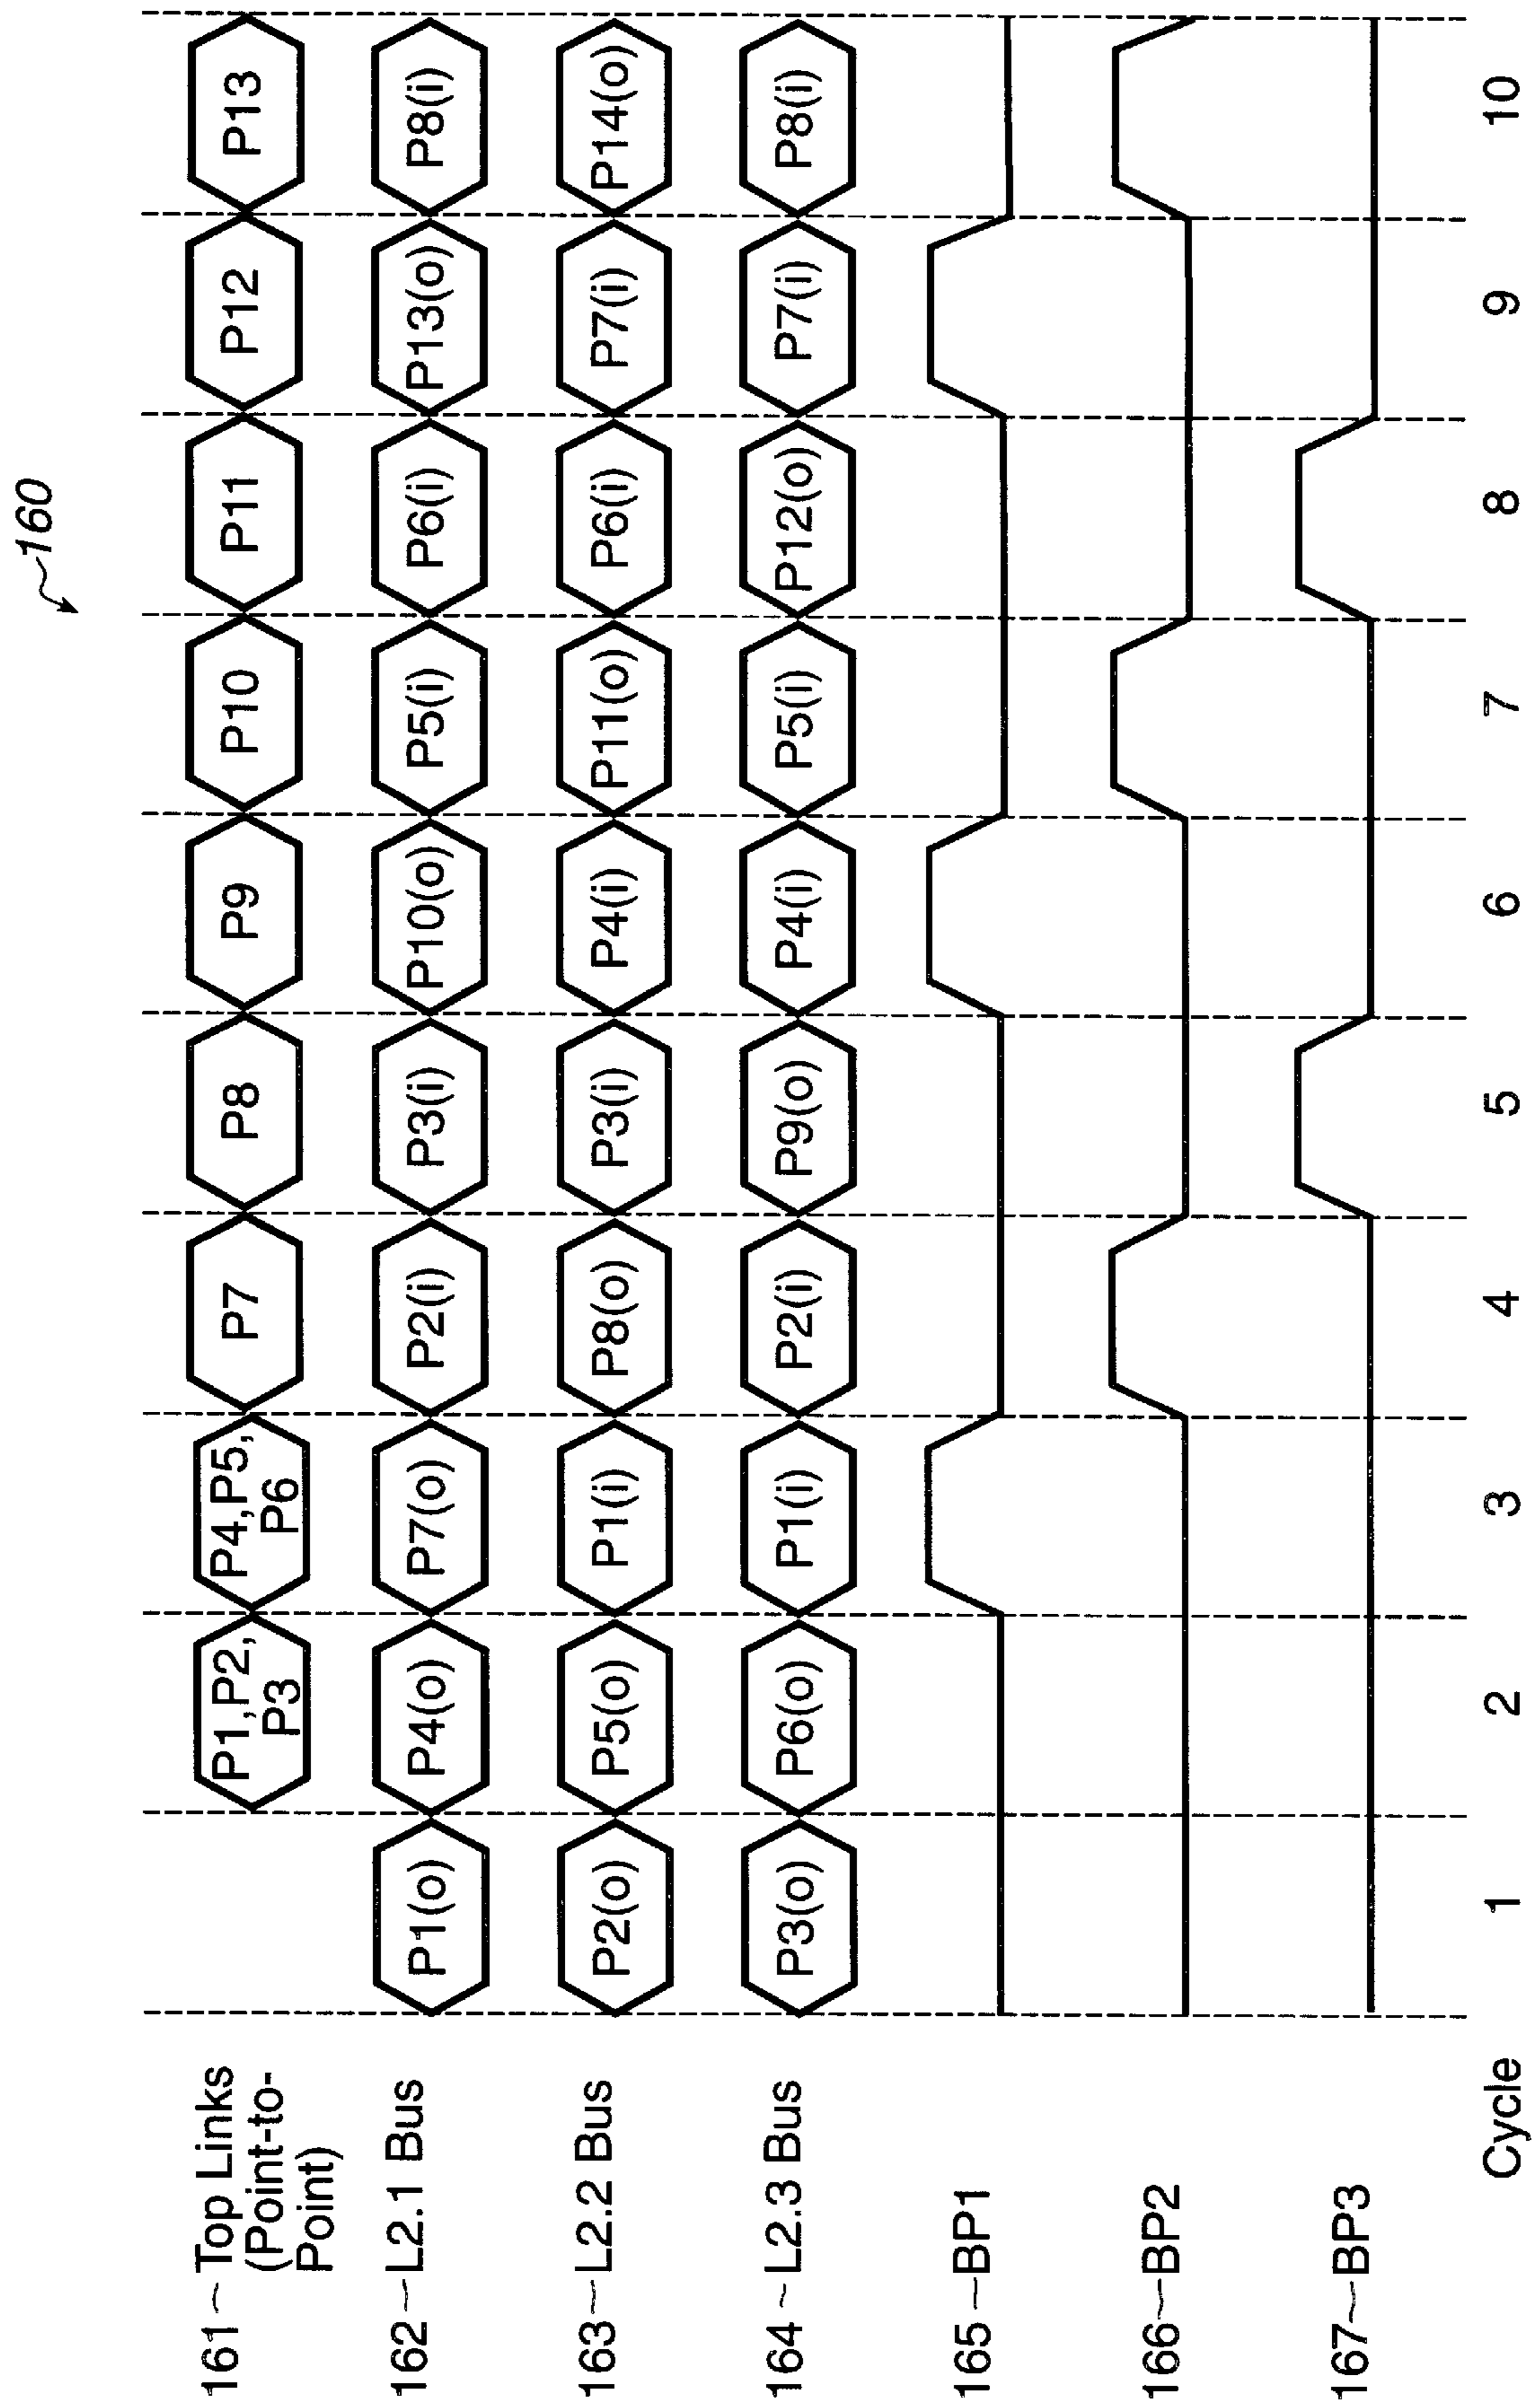 160
161 Top Links
(Point-to-
Point)
P1,P2,
P3
P4,P5,
P6
P7
P8
P9
P10
P11
P12
P13
162 L2.1 Bus
P1(o)
P4(o)
P7(o)
P2(i)
P3(i)
P10(o)
P5(i)
P6(i)
P13(o)
P8(i)
163 L2.2 Bus
P2(o)
P5(o)
P1(i)
P8(o)
P3(i)
P4(i)
P11(o)
P6(i)
P7(i)
P14(o)
164 L2.3 Bus
P3(o)
P6(o)
P1(i)
P2(i)
P9(o)
P4(i)
P5(i)
P12(o)
P7(i)
P8(i)
165 BP1
166 BP2
167 BP3
Cycle 1 2 3 4 5 6 7 8 9 10